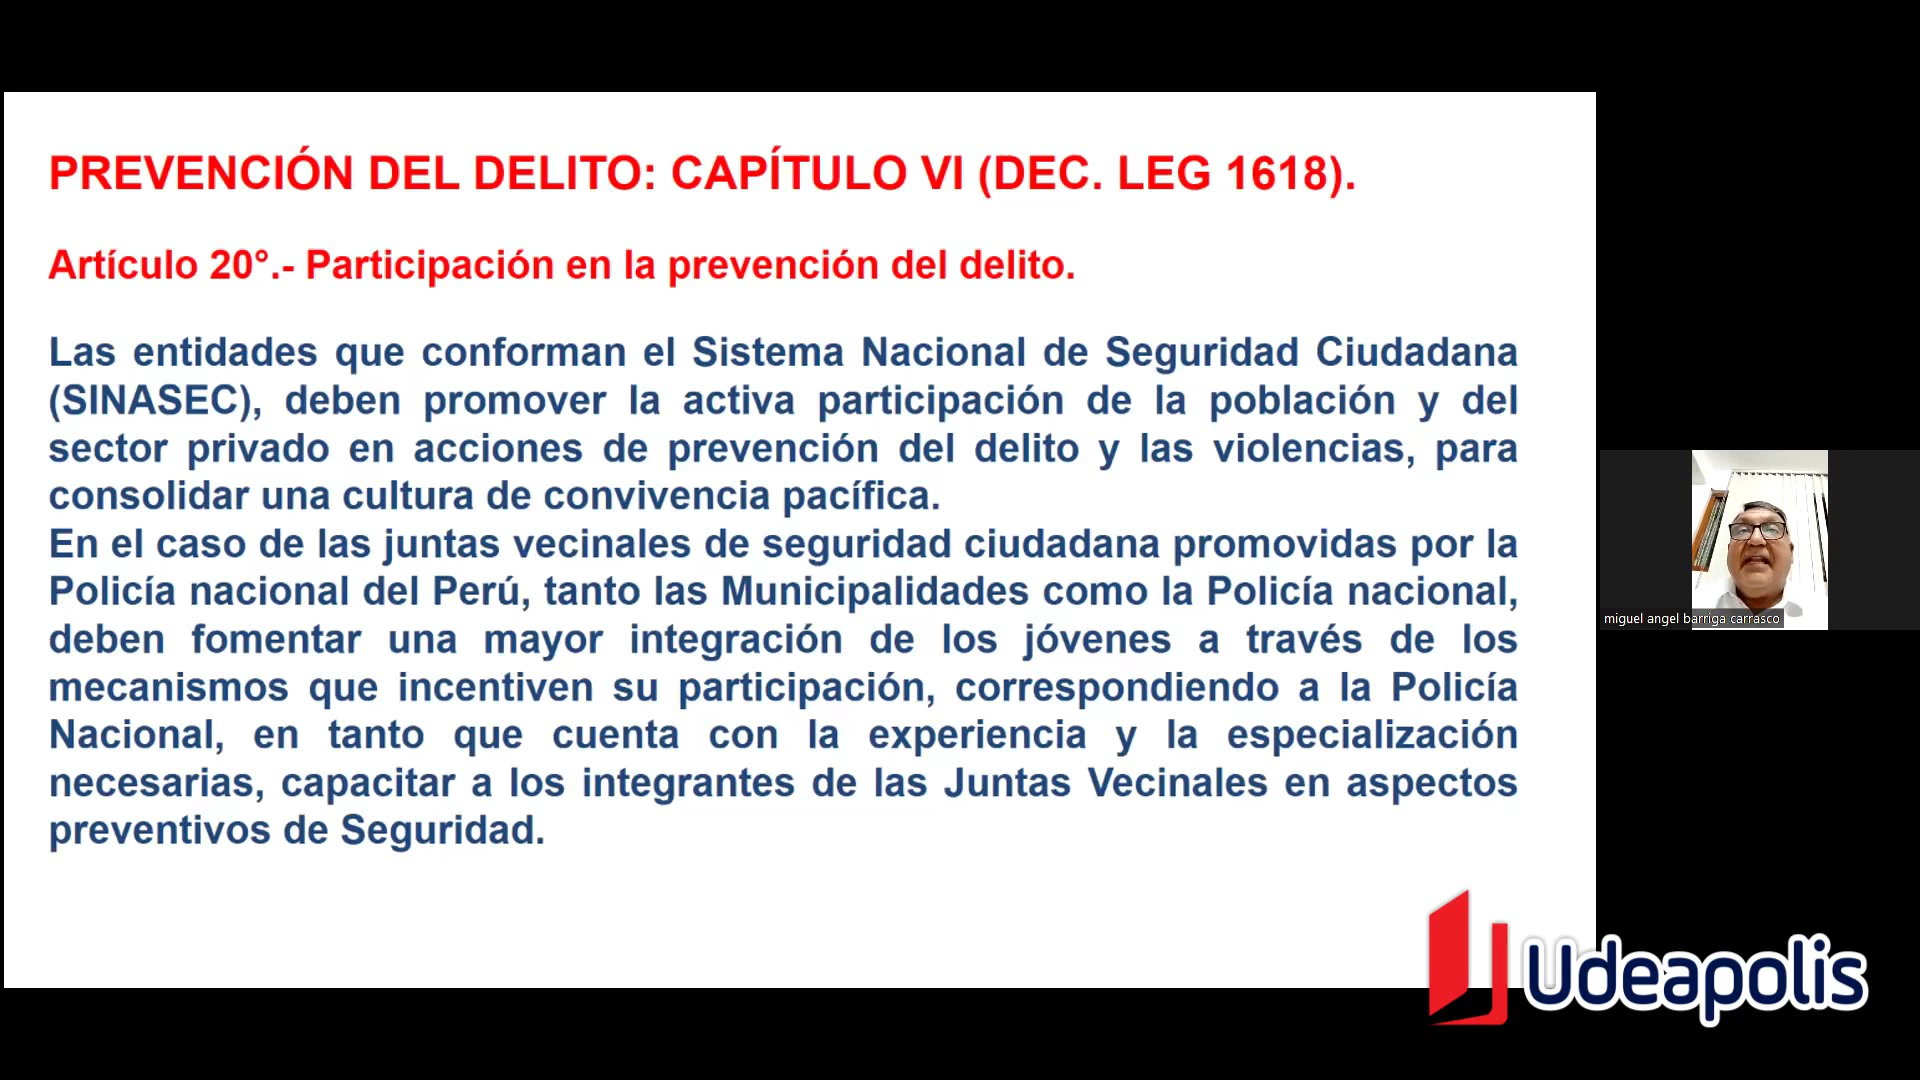 PREVENCIÓN DEL DELITO: CAPÍTULO VI (DEC. LEG 1618).
Artículo 20°.- Participación en la prevención del delito.
Las entidades que conforman el Sistema Nacional de Seguridad Ciudadana
(SINASEC), deben promover la activa participación de la población y del
sector privado en acciones de prevención del delito y las violencias, para
consolidar una cultura de convivencia pacífica.
En el caso de las juntas vecinales de seguridad ciudadana promovidas por la
Policía nacional del Perú, tanto las Municipalidades como la Policía nacional,
deben fomentar una mayor integración de los jóvenes a través de los
mecanismos que incentiven su participación, correspondiendo a la Policía
Nacional, en tanto que cuenta con la experiencia y la especialización
necesarias, capacitar a los integrantes de las Juntas Vecinales en aspectos
preventivos de Seguridad.
miguel angel barriga carrasco
Udeapolis